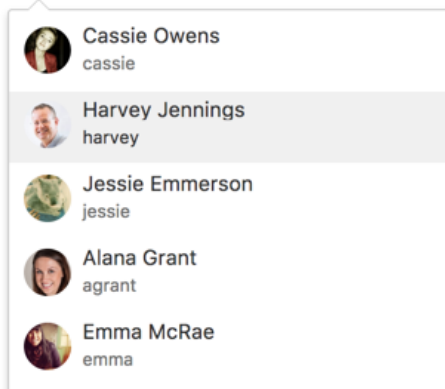 Cassie Owens
cassie
Harvey Jennings
harvey
Jessie Emmerson
jessie
Alana Grant
agrant
Emma McRae
emma